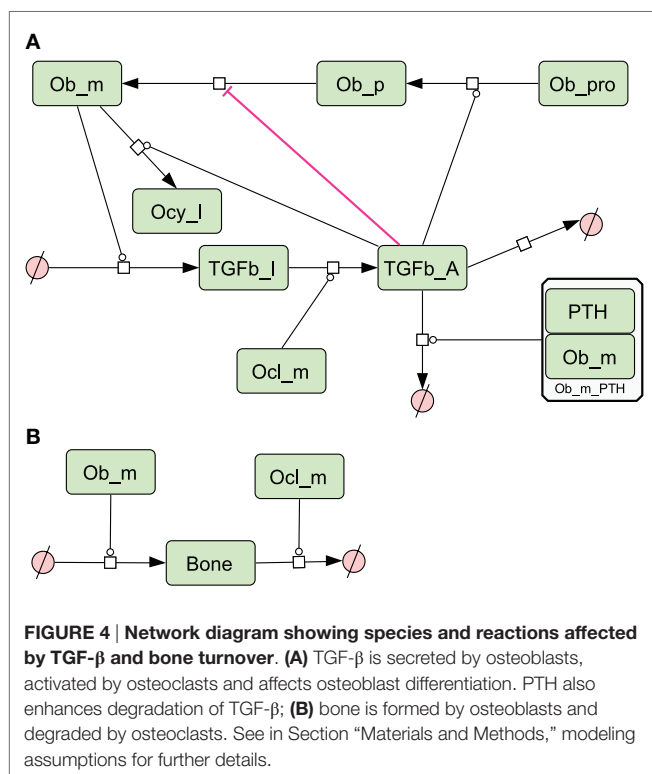 A
Ob_m
Ob_p
Ob_pro
Ocy_I
TGFb_I
TGFb_A
PTH
Ob_m
Ob_m_PTH
Ocl_m
B
Ob_m
Ocl_m
Bone
FIGURE 4 | Network diagram showing species and reactions affected
by TGF-β and bone turnover. (A) TGF-β is secreted by osteoblasts,
activated by osteoclasts and affects osteoblast differentiation. PTH also
enhances degradation of TGF-β; (B) bone is formed by osteoblasts and
degraded by osteoclasts. See in Section “Materials and Methods,” modeling
assumptions for further details.